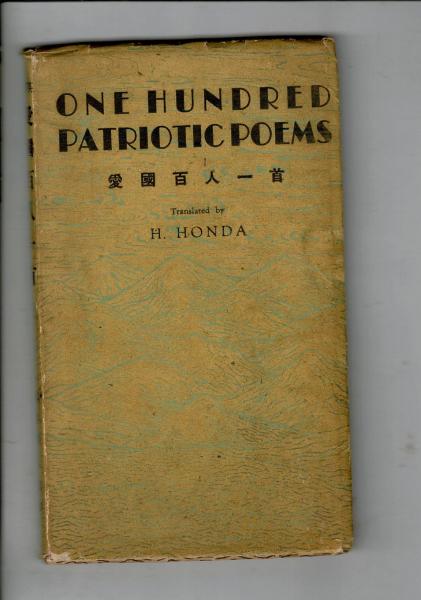 ONE HUNDRED
PATRIOTIC POEMS
愛國百人一首
Translated by
H. HONDA